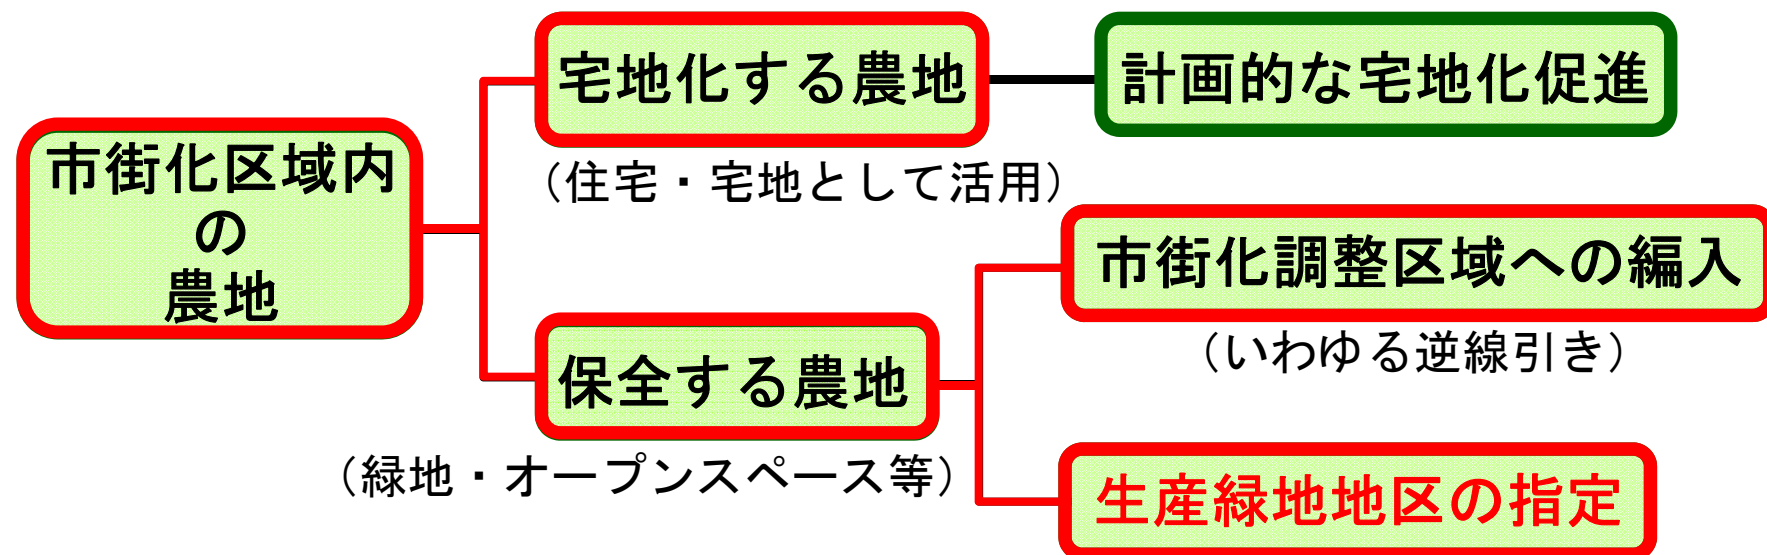 市街化区域内
の
農地
宅地化する農地
(住宅・宅地として活用)
計画的な宅地化促進
保全する農地
(緑地・オープンスペース等)
市街化調整区域への編入
(いわゆる逆線引き)
生産緑地地区の指定